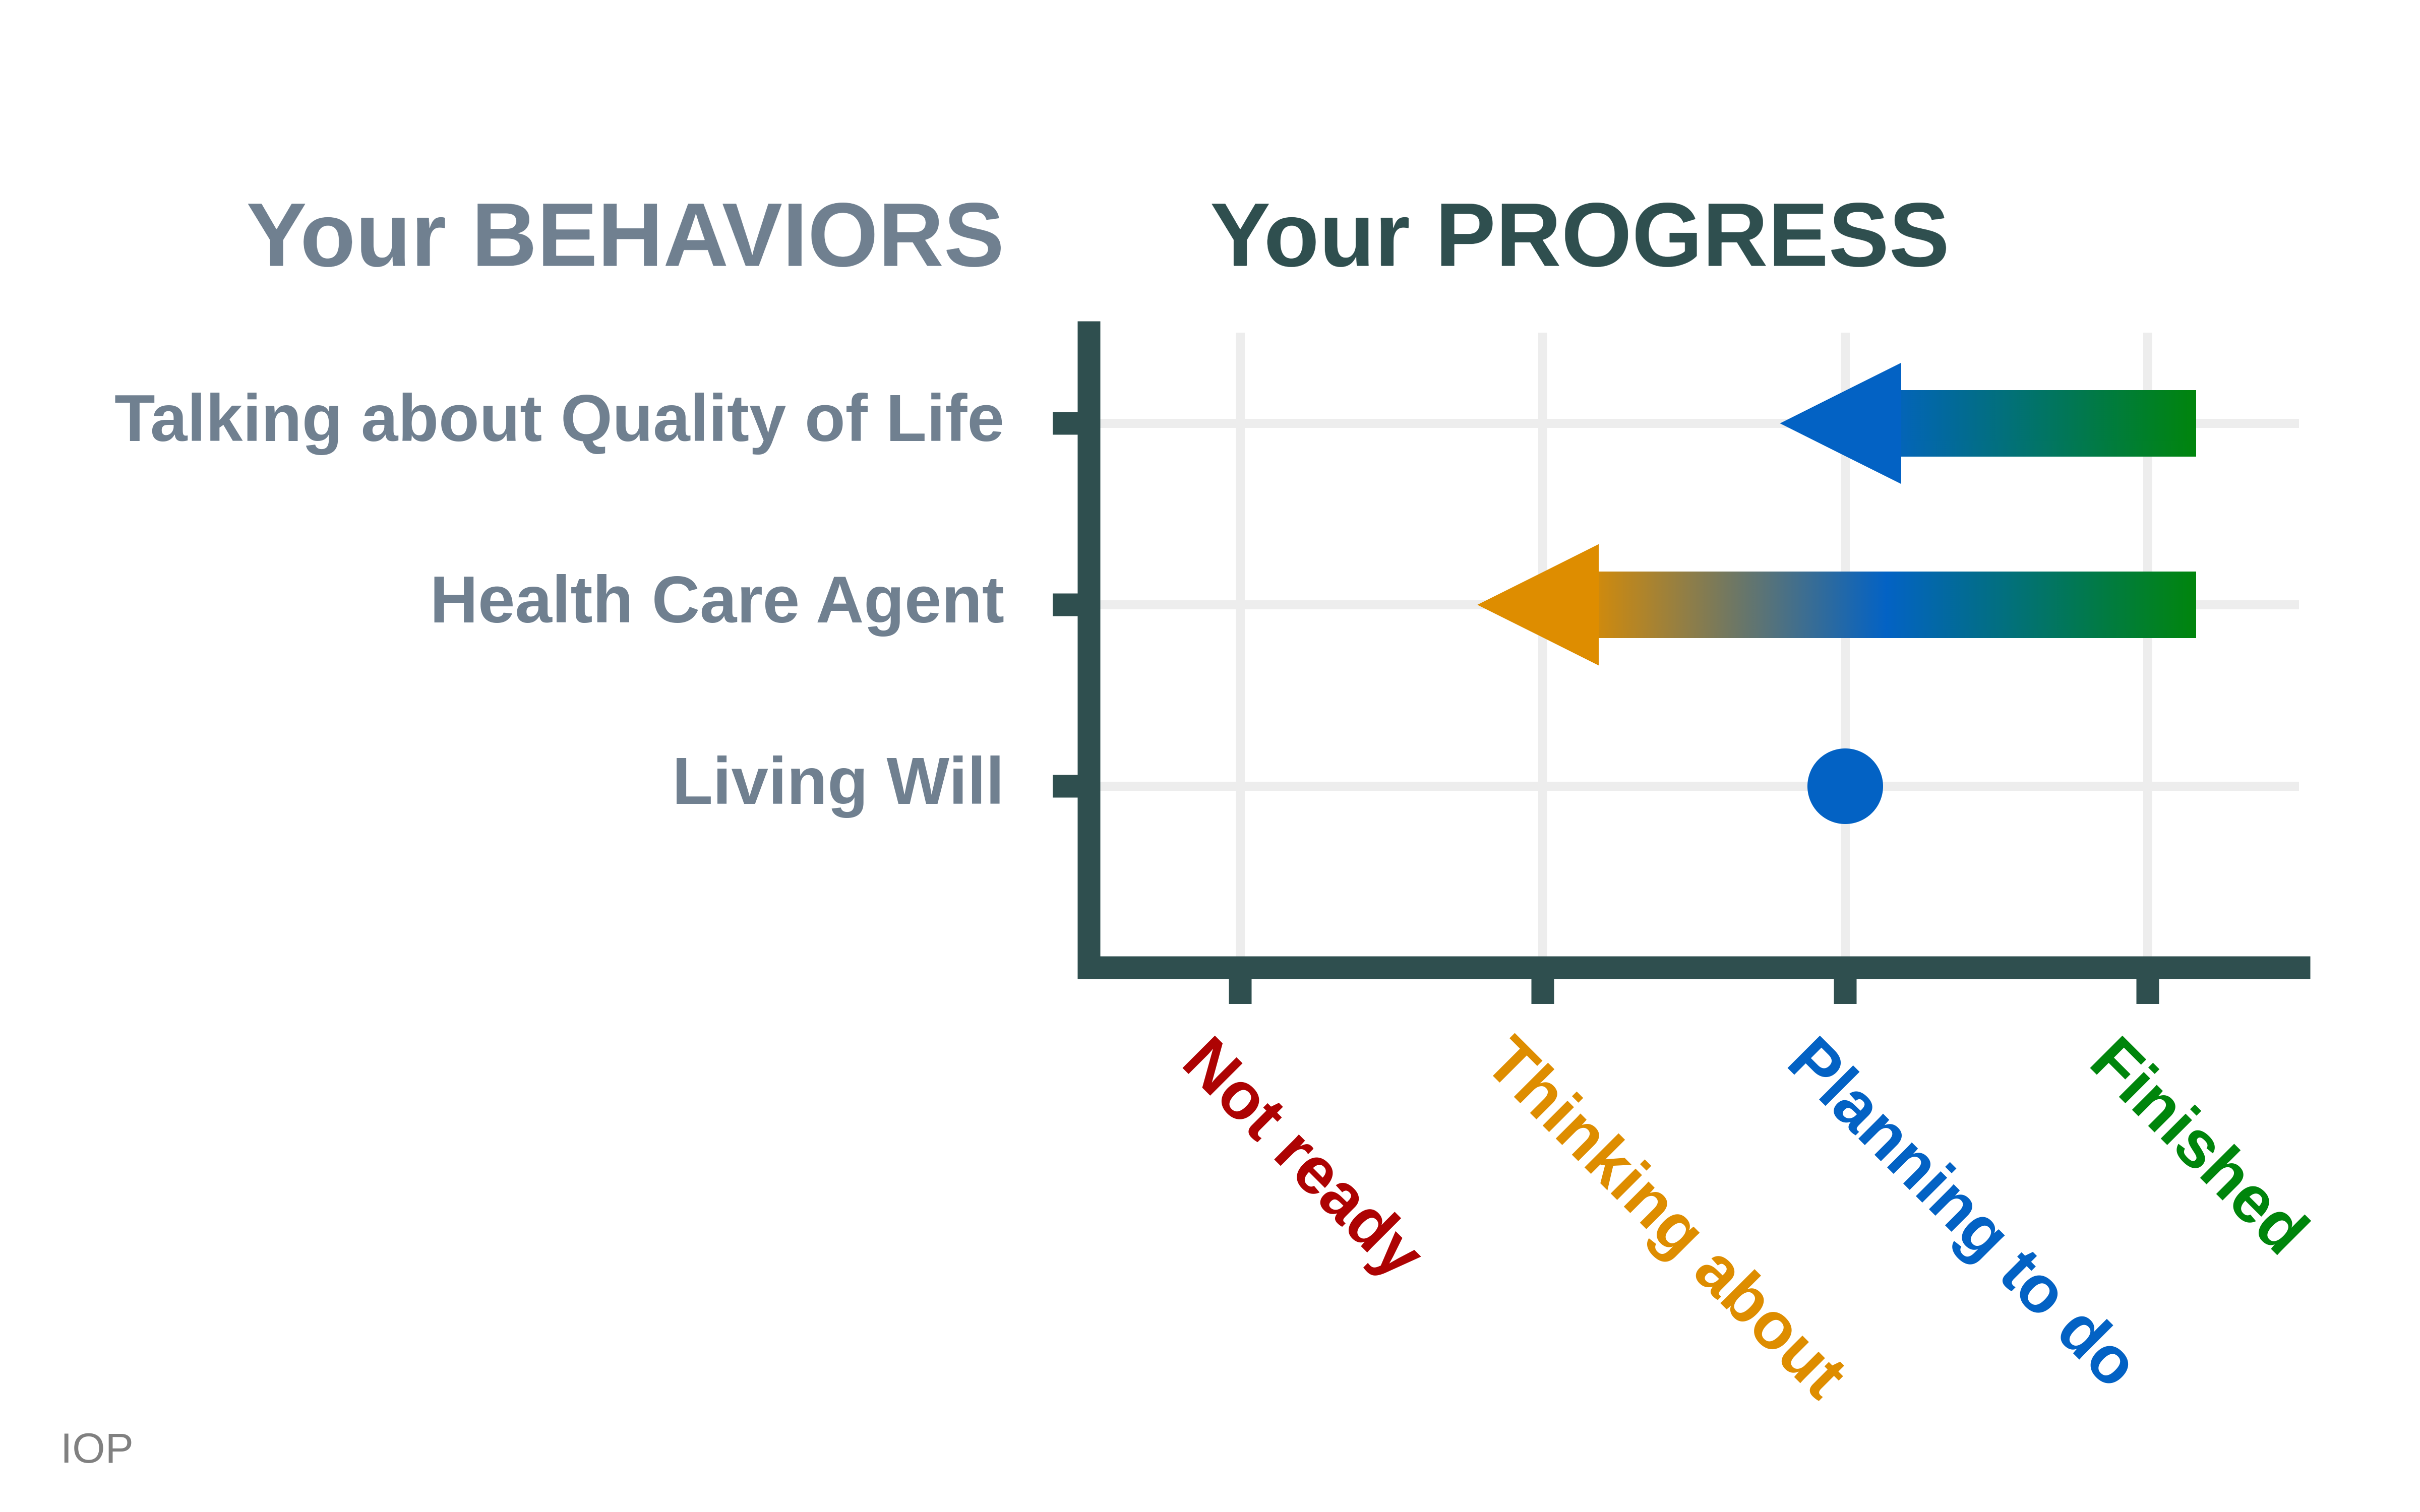 Your BEHAVIORS
Your PROGRESS
Talking about Quality of Life
Health Care Agent
Living Will
Not ready
Thinking about
Planning to do
Finished
IOP